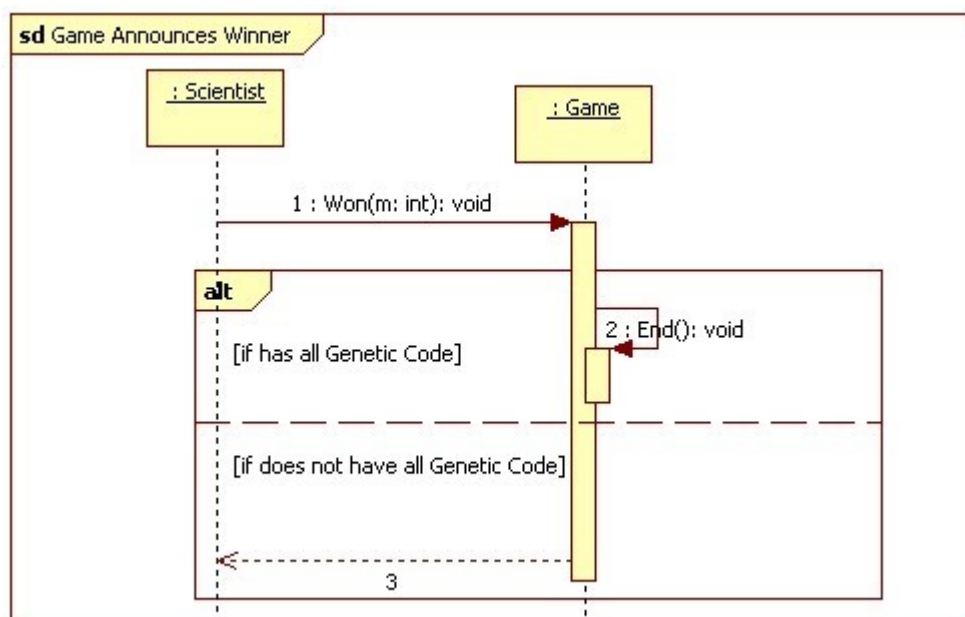 sd Game Announces Winner
: Scientist
: Game
1 : Won(m: int): void
alt
2 : End(): void
[if has all Genetic Code]
[if does not have all Genetic Code]
3